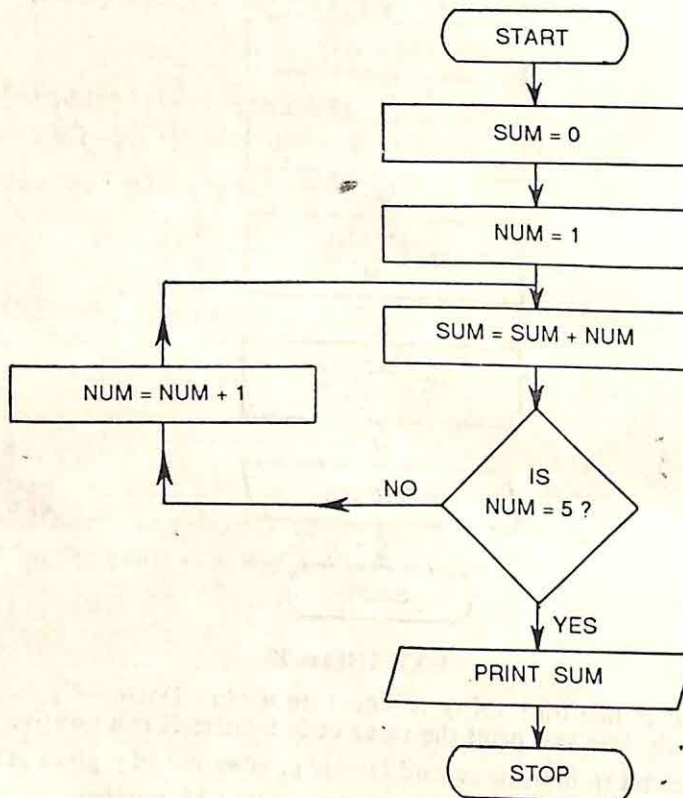 START
SUM = 0
NUM = 1
SUM = SUM + NUM
NUM = NUM + 1
IS
NUM = 5 ?
NO
YES
PRINT SUM
STOP